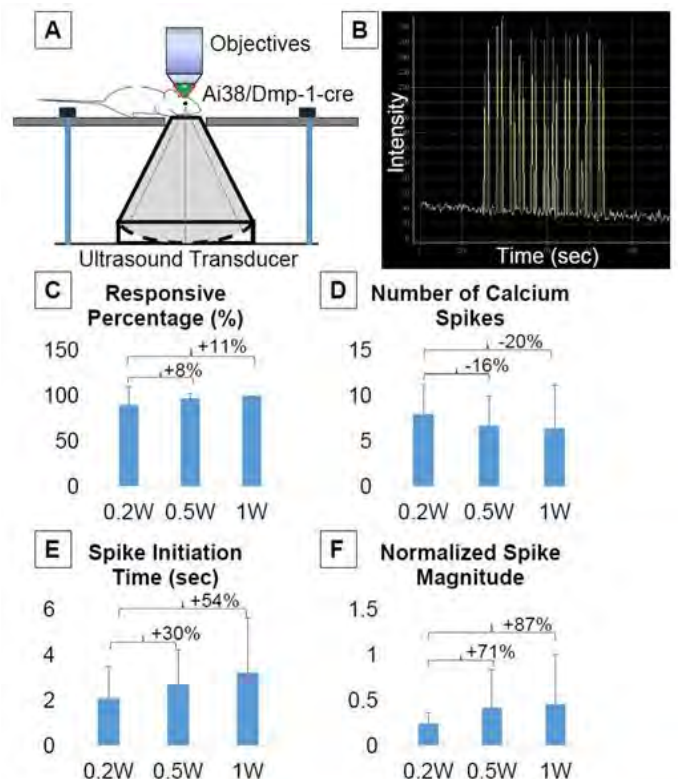 A
Objectives
Ai38/Dmp-1-cre
Ultrasound Transducer
B
Intensity
Time (sec)
C
Responsive
Percentage (%)
150
100
50
0
+11%
+8%
0.2W 0.5W 1W
D
Number of Calcium
Spikes
15
10
5
0
-20%
-16%
0.2W 0.5W 1W
E
Spike Initiation
Time (sec)
6
4
2
0
+54%
+30%
0.2W 0.5W 1W
F
Normalized Spike
Magnitude
1.5
1
0.5
0
+87%
+71%
0.2W 0.5W 1W